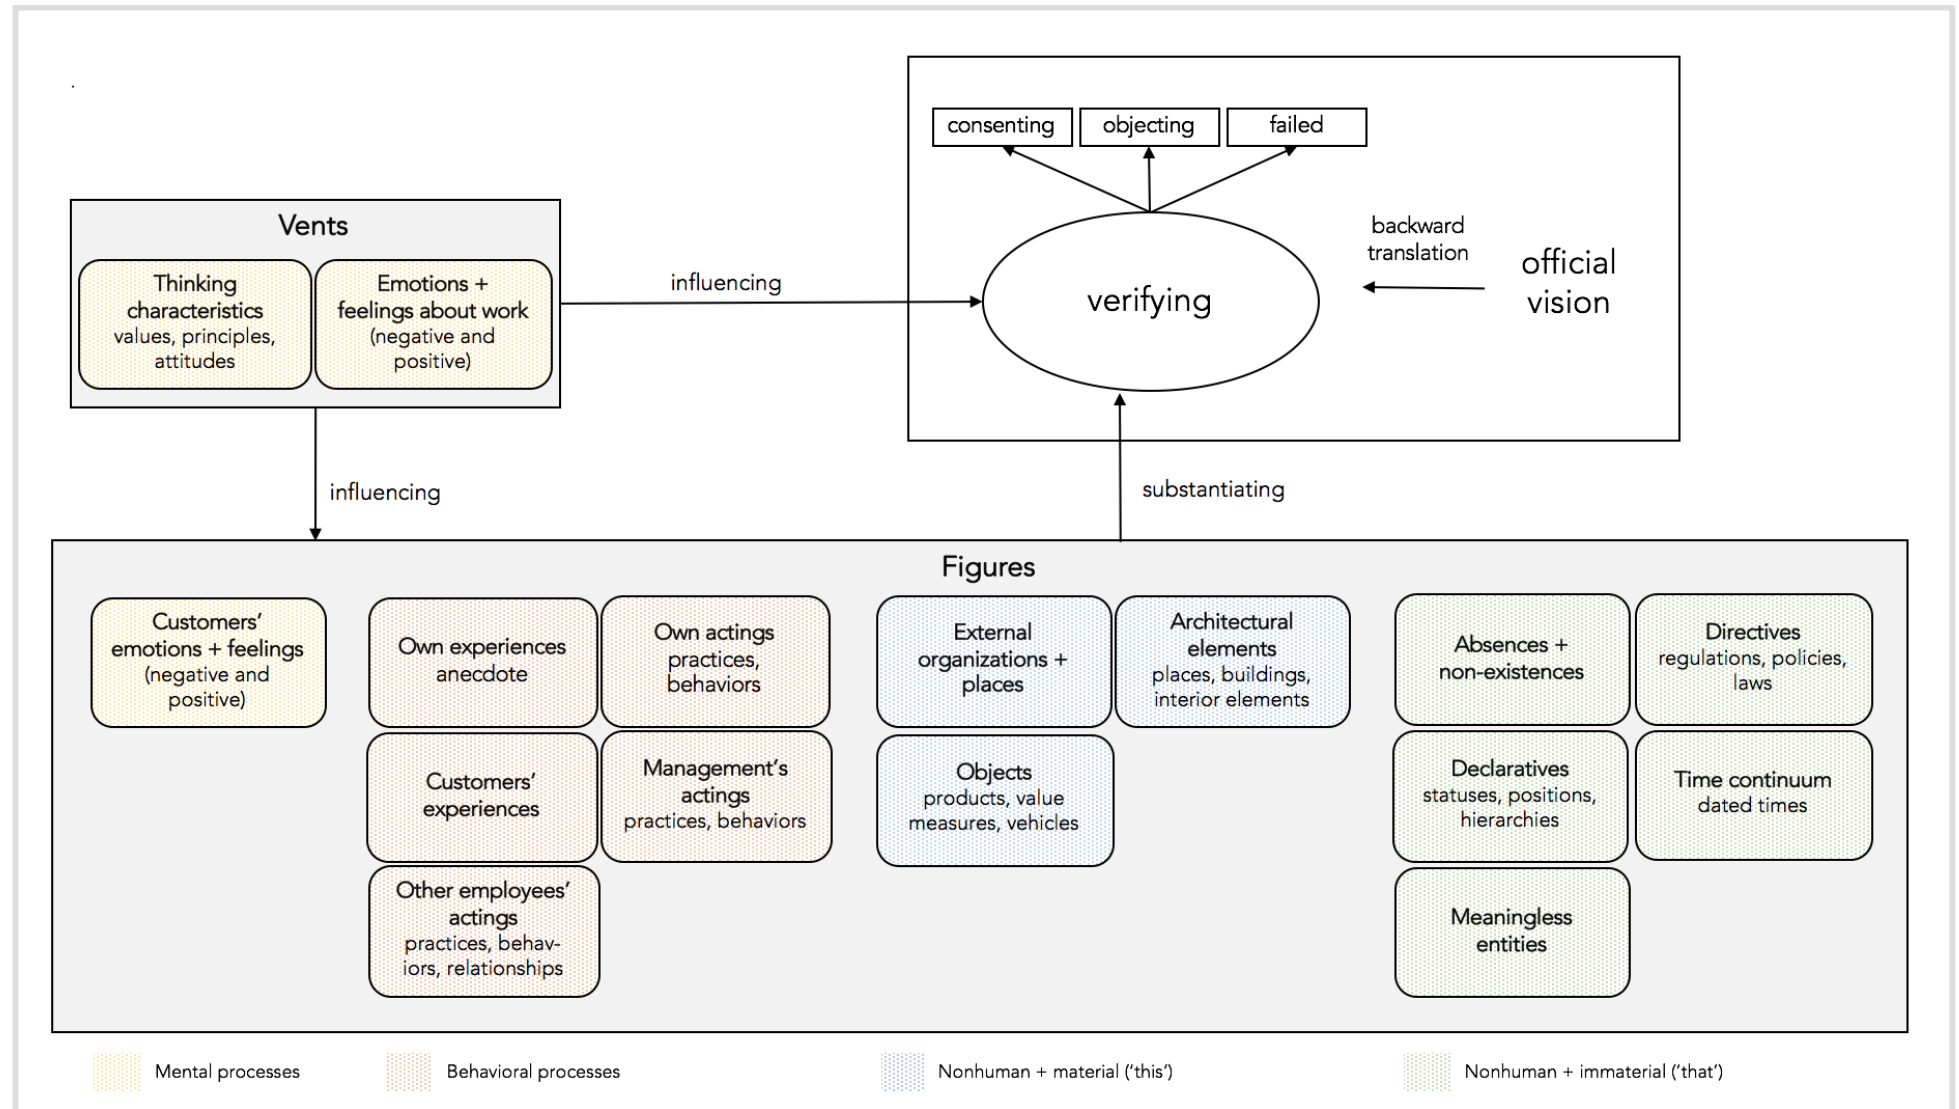 consenting
objecting
failed
Vents
Thinking
characteristics
values, principles,
attitudes
Emotions +
feelings about work
(negative and
positive)
influencing
verifying
backward
translation
official
vision
influencing
substantiating
Figures
Customers’
emotions + feelings
(negative and
positive)
Own experiences
anecdote
Own actings
practices,
behaviors
Customers’
experiences
Management’s
actings
practices, behaviors
Other employees’
actings
practices, behav-
iors, relationships
External
organizations +
places
Architectural
elements
places, buildings,
interior elements
Objects
products, value
measures, vehicles
Absences +
non-existences
Directives
regulations, policies,
laws
Declaratives
statuses, positions,
hierarchies
Time continuum
dated times
Meaningless
entities
Mental processes
Behavioral processes
Nonhuman + material (‘this’)
Nonhuman + immaterial (‘that’)